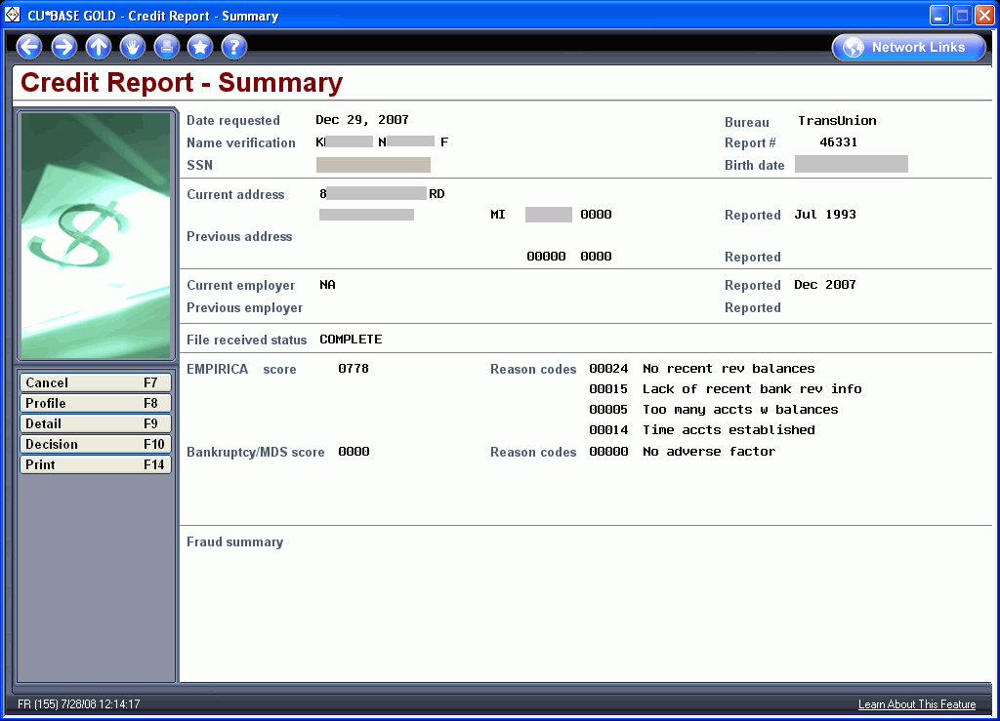 CU*BASE GOLD - Credit Report - Summary
Network Links
Credit Report - Summary
Date requested Dec 29, 2007 Bureau TransUnion
Name verification K N F Report # 46331
SSN Birth date
Current address 8 RD
MI 0000 Reported Jul 1993
Previous address
00000 0000 Reported
Current employer NA Reported Dec 2007
Previous employer Reported
File received status COMPLETE
EMPIRICA score 0778 Reason codes 00024 No recent rev balances
00015 Lack of recent bank rev info
00005 Too many accts w balances
00014 Time accts established
Bankruptcy/MDS score 0000 Reason codes 00000 No adverse factor
Fraud summary
Cancel F7
Profile F8
Detail F9
Decision F10
Print F14
FR (155) 7/28/08 12:14:17 Learn About This Feature